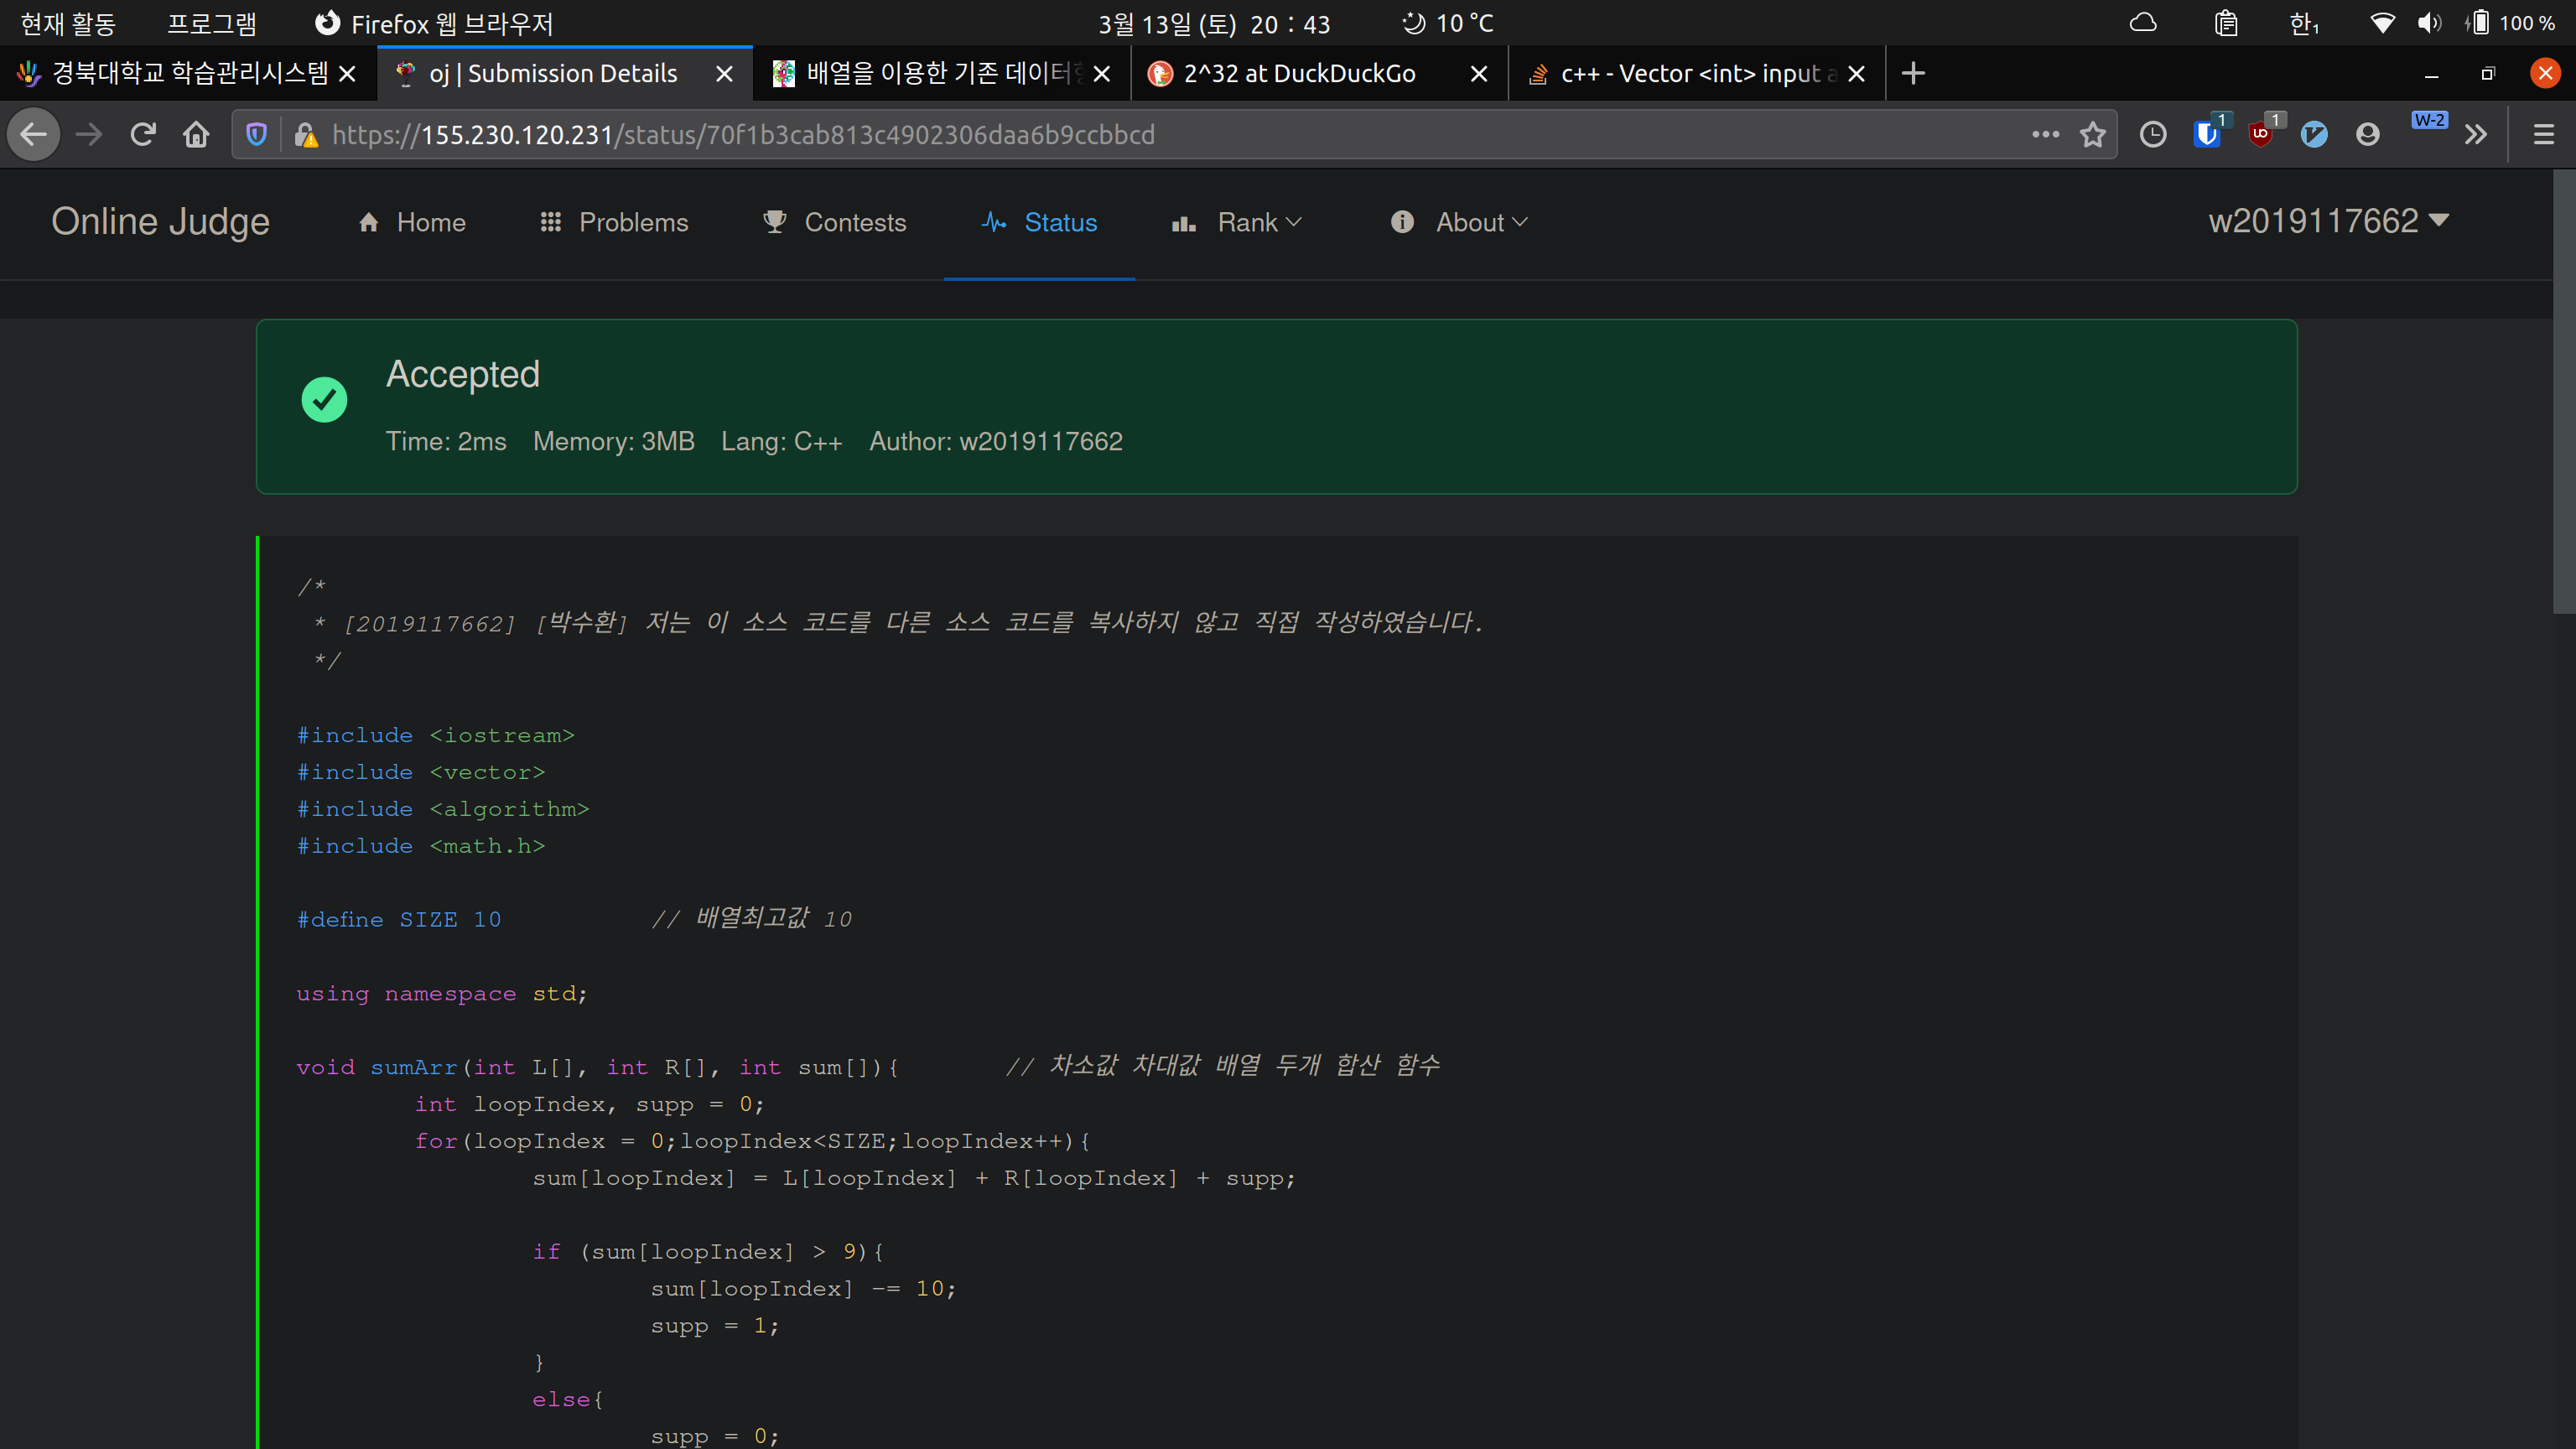 현재 활동 프로그램 Firefox 웹 브라우저 3월 13일 (토) 20：43 10 °C 한₁ 100 %
경북대학교 학습관리시스템 oj | Submission Details 배열을 이용한 기존 데이터 2^32 at DuckDuckGo c++ - Vector <int> input a
https://155.230.120.231/status/70f1b3cab813c4902306daa6b9ccbbcd 1 1 W-2
Online Judge Home Problems Contests Status Rank About w2019117662
Accepted
Time: 2ms Memory: 3MB Lang: C++ Author: w2019117662
/*
 * [2019117662] [박수환] 저는 이 소스 코드를 다른 소스 코드를 복사하지 않고 직접 작성하였습니다.
 */
#include <iostream>
#include <vector>
#include <algorithm>
#include <math.h>
#define SIZE 10 // 배열최고값 10
using namespace std;
void sumArr(int L[], int R[], int sum[]){ // 차소값 차대값 배열 두개 합산 함수
int loopIndex, supp = 0;
for(loopIndex = 0;loopIndex<SIZE;loopIndex++){
sum[loopIndex] = L[loopIndex] + R[loopIndex] + supp;
if (sum[loopIndex] > 9){
sum[loopIndex] -= 10;
supp = 1;
}
else{
supp = 0;